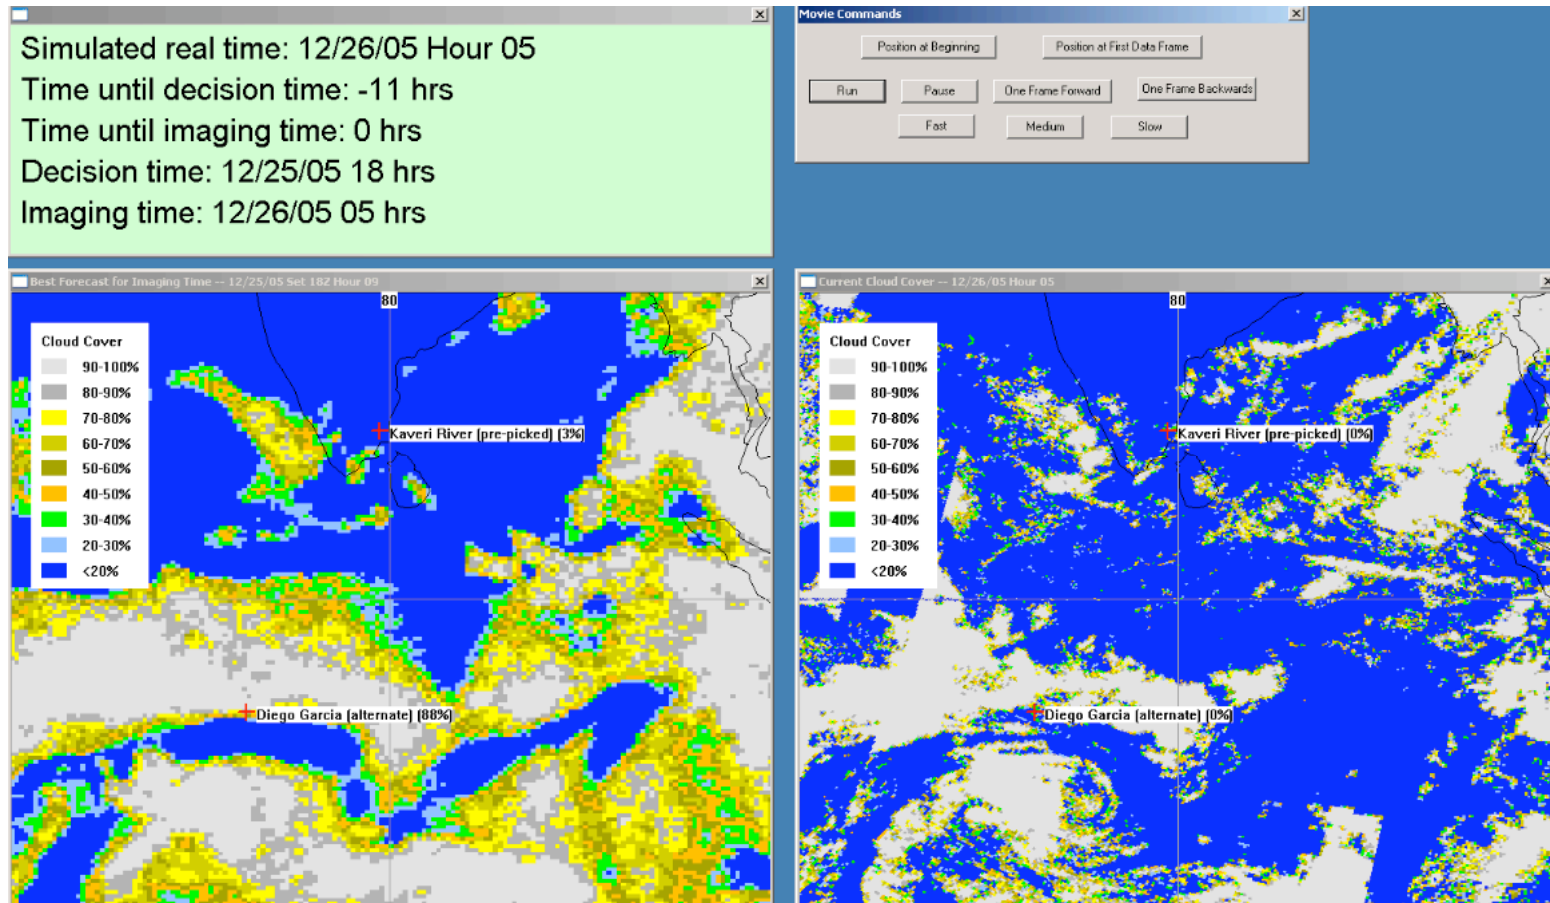 Simulated real time: 12/26/05 Hour 05
Time until decision time: -11 hrs
Time until imaging time: 0 hrs
Decision time: 12/25/05 18 hrs
Imaging time: 12/26/05 05 hrs
Movie Commands
Position at Beginning
Position at First Data Frame
Run
Pause
One Frame Forward
One Frame Backwards
Fast
Medium
Slow
Best Forecast for Imaging Time -- 12/25/05 Set 18Z Hour 09
80
Cloud Cover
90-100%
80-90%
70-80%
60-70%
50-60%
40-50%
30-40%
20-30%
<20%
Kaveri River (pre-picked) (3%)
Diego Garcia (alternate) (88%)
Current Cloud Cover -- 12/26/05 Hour 05
80
Cloud Cover
90-100%
80-90%
70-80%
60-70%
50-60%
40-50%
30-40%
20-30%
<20%
Kaveri River (pre-picked) (0%)
Diego Garcia (alternate) (0%)